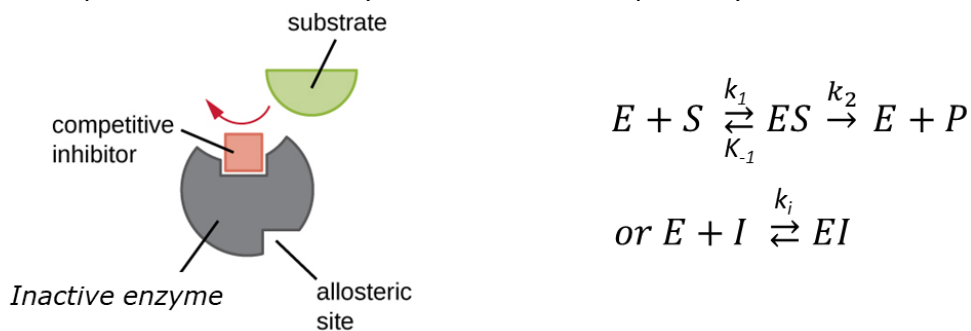 substrate
competitive
inhibitor
Inactive enzyme
allosteric
site
E + S k₁ ⇄ K₋₁ ES k₂ → E + P
or E + I kᵢ ⇄ EI